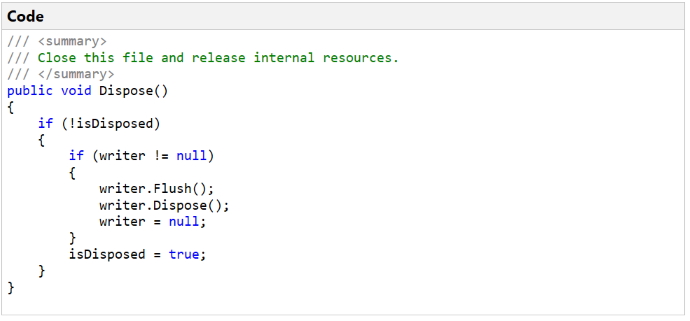 Code
/// <summary>
/// Close this file and release internal resources.
/// </summary>
public void Dispose()
{
    if (!isDisposed)
    {
        if (writer != null)
        {
            writer.Flush();
            writer.Dispose();
            writer = null;
        }
        isDisposed = true;
    }
}